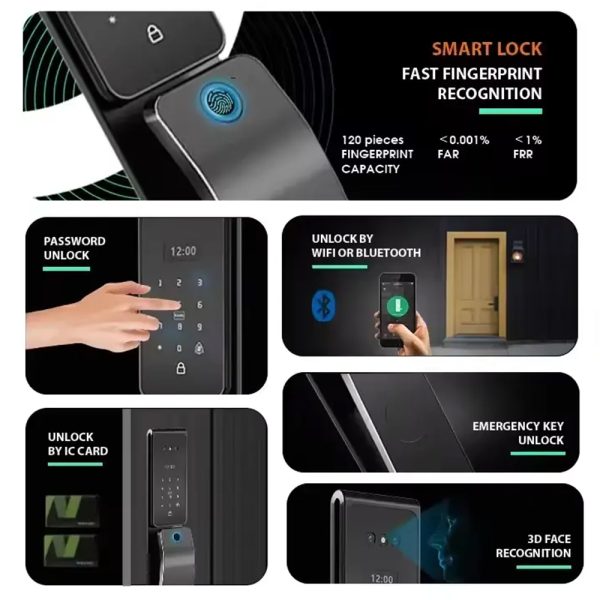 SMART LOCK
FAST FINGERPRINT
RECOGNITION
120 pieces
FINGERPRINT
CAPACITY
<0.001%
FAR
<1%
FRR
PASSWORD
UNLOCK
12:00
1 2 3
6
7 8 9
* 0
UNLOCK BY
WIFI OR BLUETOOTH
UNLOCK
BY IC CARD
EMERGENCY KEY
UNLOCK
3D FACE
RECOGNITION
12:00